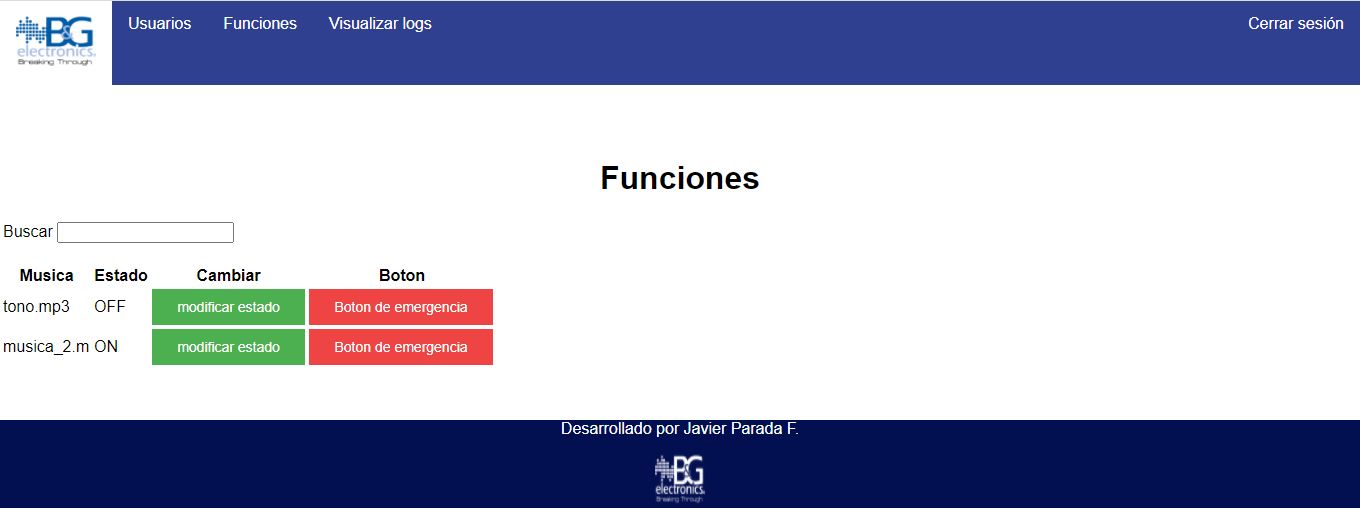 B&G
electronics.
Breaking Through
Usuarios Funciones Visualizar logs Cerrar sesión
Funciones
Buscar
Musica Estado Cambiar Boton
tono.mp3 OFF modificar estado Boton de emergencia
musica_2.m ON modificar estado Boton de emergencia
Desarrollado por Javier Parada F.
B&G
electronics.
Breaking Through